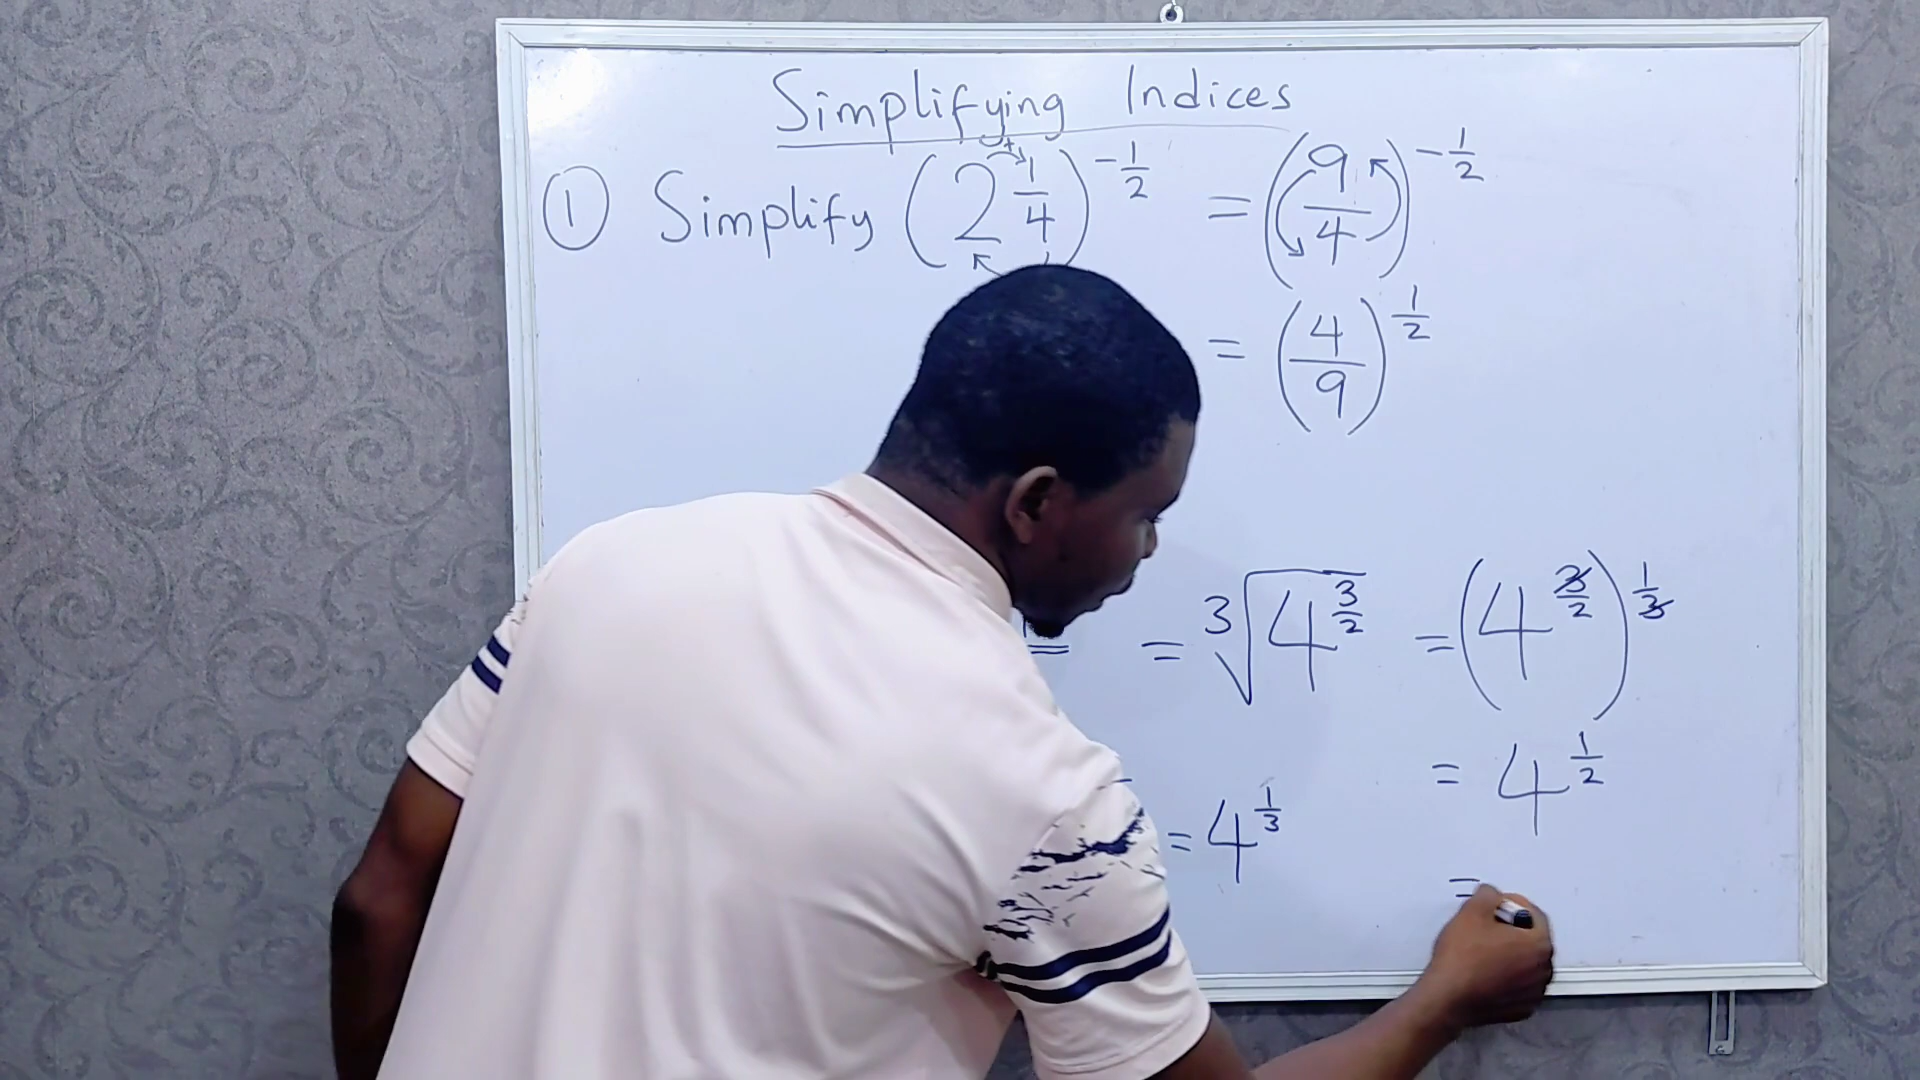 Simplifying Indices
① Simplify (2 1/4)^(-1/2) = (9/4)^(-1/2)
= (4/9)^(1/2)
= ∛(4^(3/2)) = (4^(3/2))^(1/3)
= 4^(1/2)
= 4^(1/3)
=